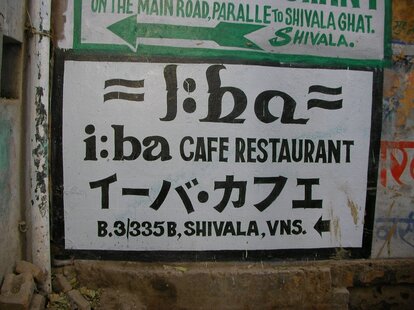 ON THE MAIN ROAD, PARALLE TO SHIVALA GHAT.
SHIVALA.
= i:ba =
i:ba CAFE RESTAURANT
イーバ・カフェ
B.3/335B, SHIVALA, VNS. ←